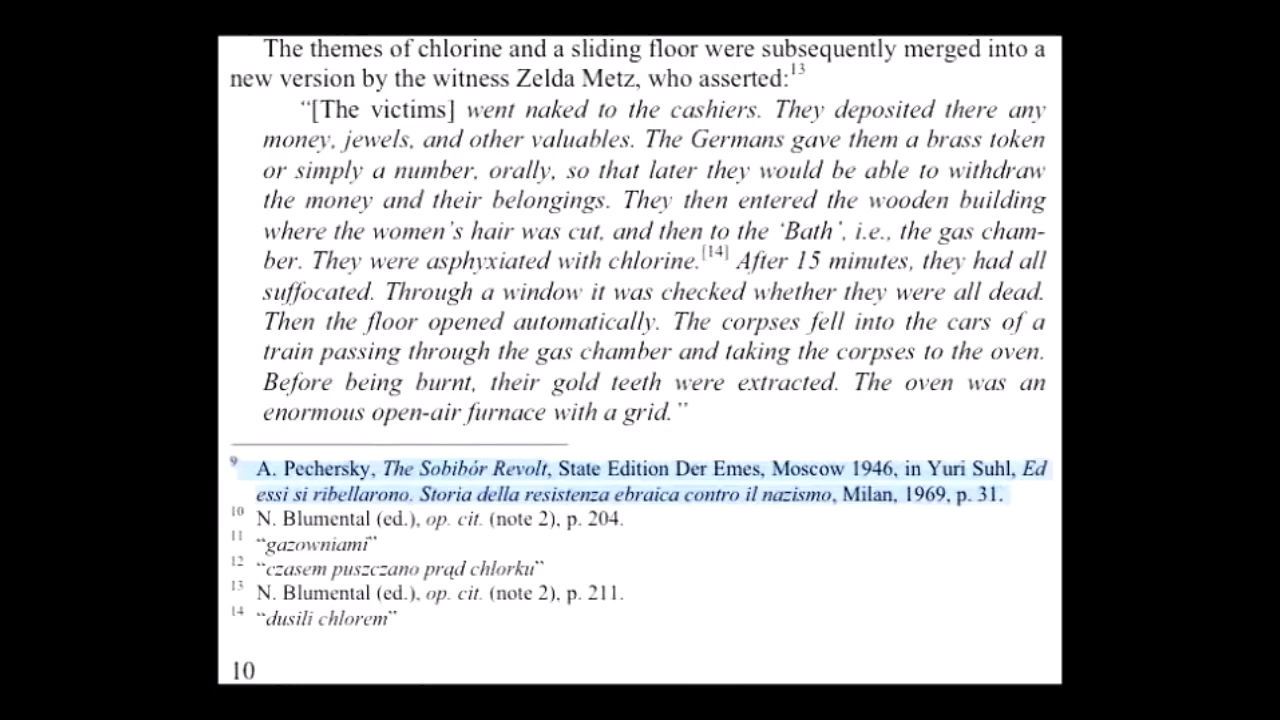 The themes of chlorine and a sliding floor were subsequently merged into a
new version by the witness Zelda Metz, who asserted:13
“[The victims] went naked to the cashiers. They deposited there any
money, jewels, and other valuables. The Germans gave them a brass token
or simply a number, orally, so that later they would be able to withdraw
the money and their belongings. They then entered the wooden building
where the women’s hair was cut, and then to the ‘Bath’, i.e., the gas cham-
ber. They were asphyxiated with chlorine.[14] After 15 minutes, they had all
suffocated. Through a window it was checked whether they were all dead.
Then the floor opened automatically. The corpses fell into the cars of a
train passing through the gas chamber and taking the corpses to the oven.
Before being burnt, their gold teeth were extracted. The oven was an
enormous open-air furnace with a grid.”
9 A. Pechersky, The Sobibór Revolt, State Edition Der Emes, Moscow 1946, in Yuri Suhl, Ed
essi si ribellarono. Storia della resistenza ebraica contro il nazismo, Milan, 1969, p. 31.
10 N. Blumental (ed.), op. cit. (note 2), p. 204.
11 “gazowniami”
12 “czasem puszczano prąd chlorku”
13 N. Blumental (ed.), op. cit. (note 2), p. 211.
14 “dusili chlorem”
10